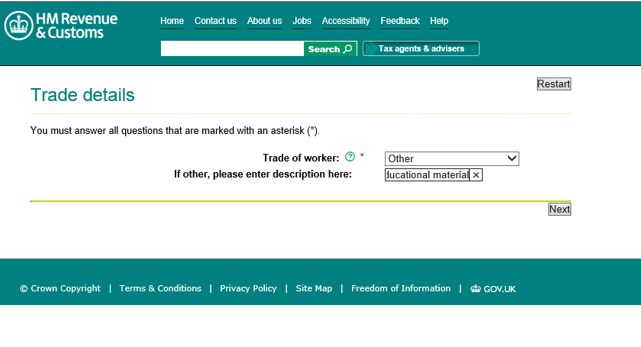 HM Revenue
& Customs
Home Contact us About us Jobs Accessibility Feedback Help
Search Tax agents & advisers
Restart
Trade details
You must answer all questions that are marked with an asterisk (*).
Trade of worker: ? * Other
If other, please enter description here: ducational material ×
Next
© Crown Copyright | Terms & Conditions | Privacy Policy | Site Map | Freedom of Information | GOV.UK